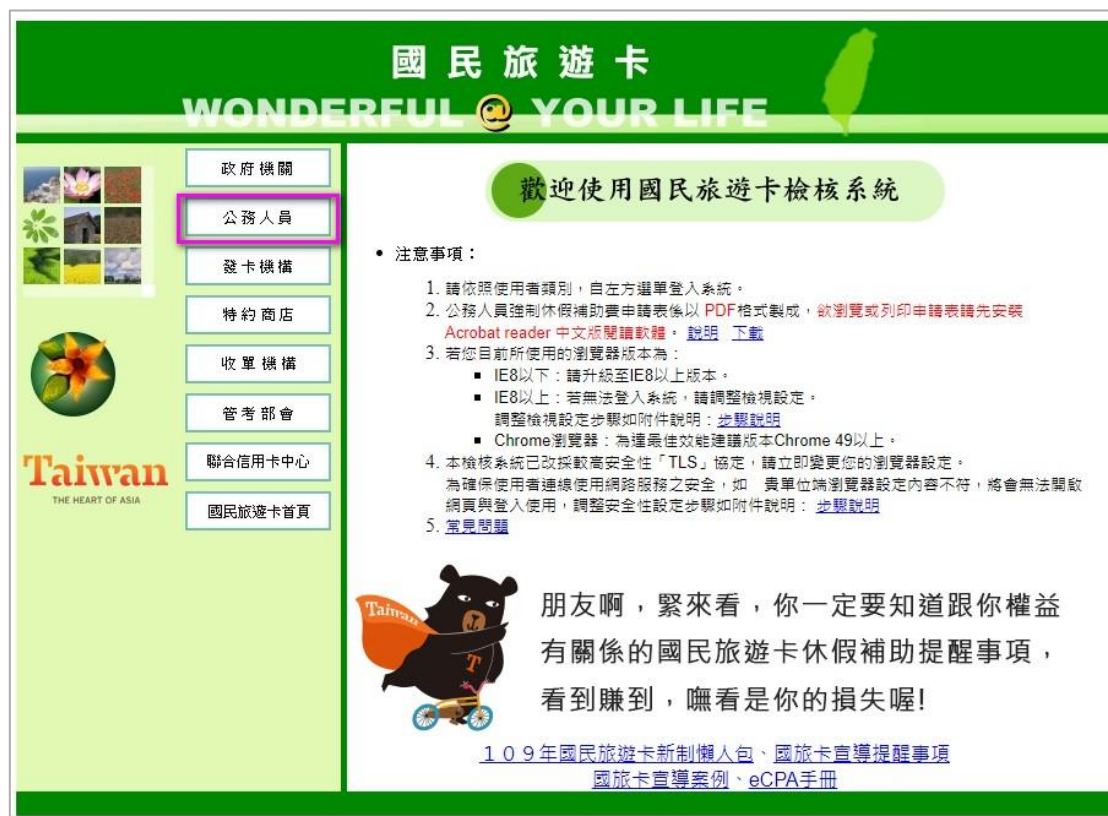 國民旅遊卡
WONDERFUL @ YOUR LIFE
政府機關
公務人員
發卡機構
特約商店
收單機構
管考部會
聯合信用卡中心
國民旅遊卡首頁
Taiwan
THE HEART OF ASIA
歡迎使用國民旅遊卡檢核系統
• 注意事項：
1. 請依照使用者類別，自左方選單登入系統。
2. 公務人員強制休假補助費申請表係以 PDF格式製成，欲瀏覽或列印申請表請先安裝
Acrobat reader 中文版閱讀軟體。 說明 下載
3. 若您目前所使用的瀏覽器版本為：
■ IE8以下：請升級至IE8以上版本。
■ IE8以上：若無法登入系統，請調整檢視設定。
調整檢視設定步驟如附件說明：步驟說明
■ Chrome瀏覽器：為達最佳效能建議版本Chrome 49以上。
4. 本檢核系統已改採較高安全性「TLS」協定，請立即變更您的瀏覽器設定。
為確保使用者連線使用網路服務之安全，如 貴單位端瀏覽器設定內容不符，將會無法開啟
網頁與登入使用，調整安全性設定步驟如附件說明： 步驟說明
5. 常見問題
Taiwan
T
朋友啊，緊來看，你一定要知道跟你權益
有關係的國民旅遊卡休假補助提醒事項，
看到賺到，嘸看是你的損失喔!
１０９年國民旅遊卡新制懶人包、國旅卡宣導提醒事項
國旅卡宣導案例、eCPA手冊